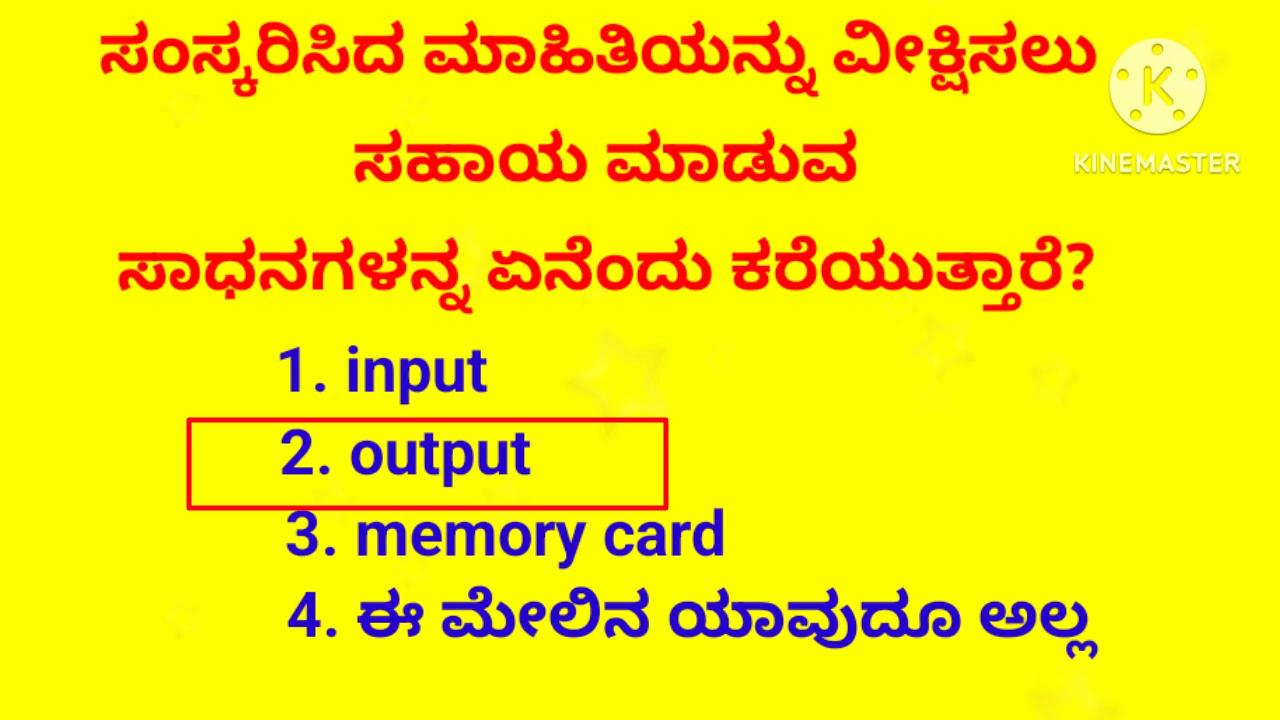 ಸಂಸ್ಕರಿಸಿದ ಮಾಹಿತಿಯನ್ನು ವೀಕ್ಷಿಸಲು
ಸಹಾಯ ಮಾಡುವ
ಸಾಧನಗಳನ್ನ ಏನೆಂದು ಕರೆಯುತ್ತಾರೆ?
1. input
2. output
3. memory card
4. ಈ ಮೇಲಿನ ಯಾವುದೂ ಅಲ್ಲ
K
KINEMASTER